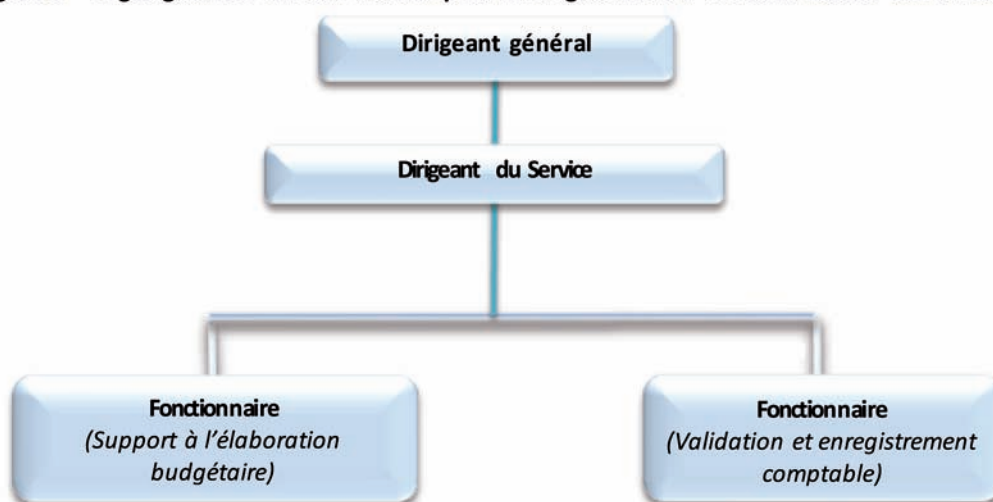 Dirigeant général
Dirigeant du Service
Fonctionnaire
(Support à l'élaboration
budgétaire)
Fonctionnaire
(Validation et enregistrement
comptable)